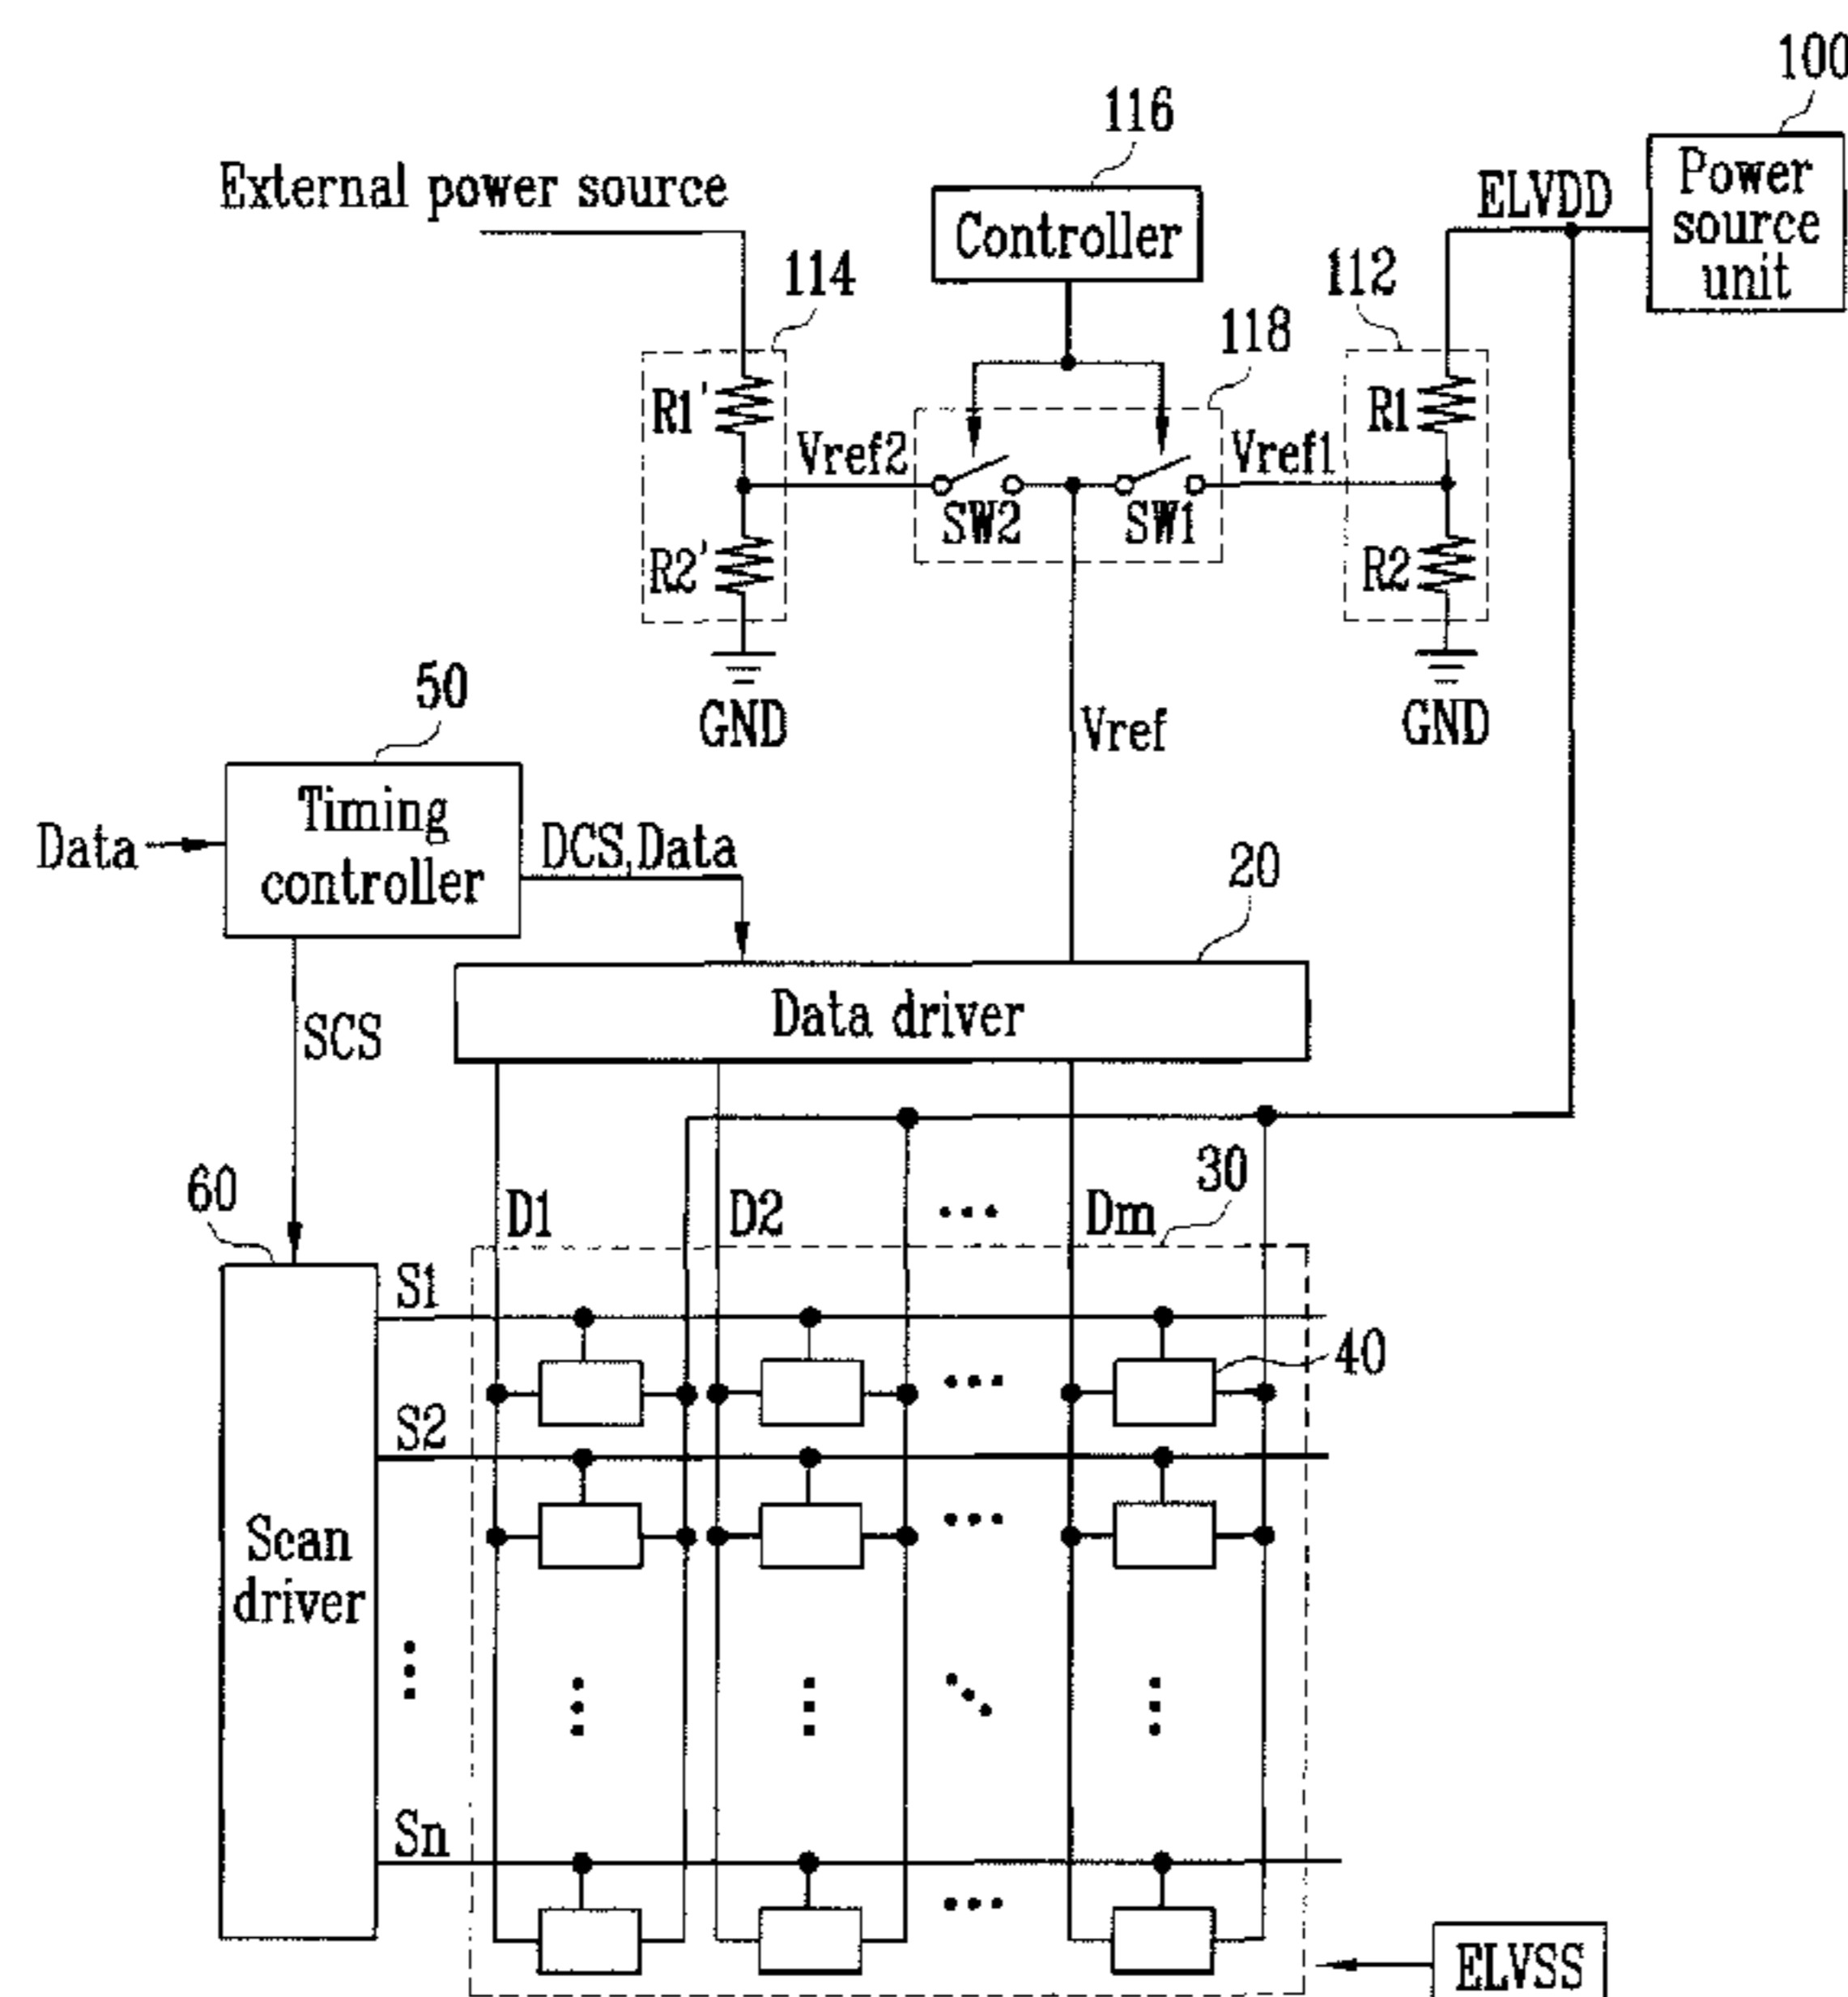 100
116
External power source
Controller
ELVDD
Power
source
unit
114
112
118
R1'
Vref2
Vref1
R1
SW2
SW1
R2'
R2
GND
Vref
GND
50
Timing
controller
Data
DCS,Data
20
Data driver
SCS
60
D1
D2
...
Dm
30
S1
...
40
S2
...
Scan
driver
Sn
...
ELVSS